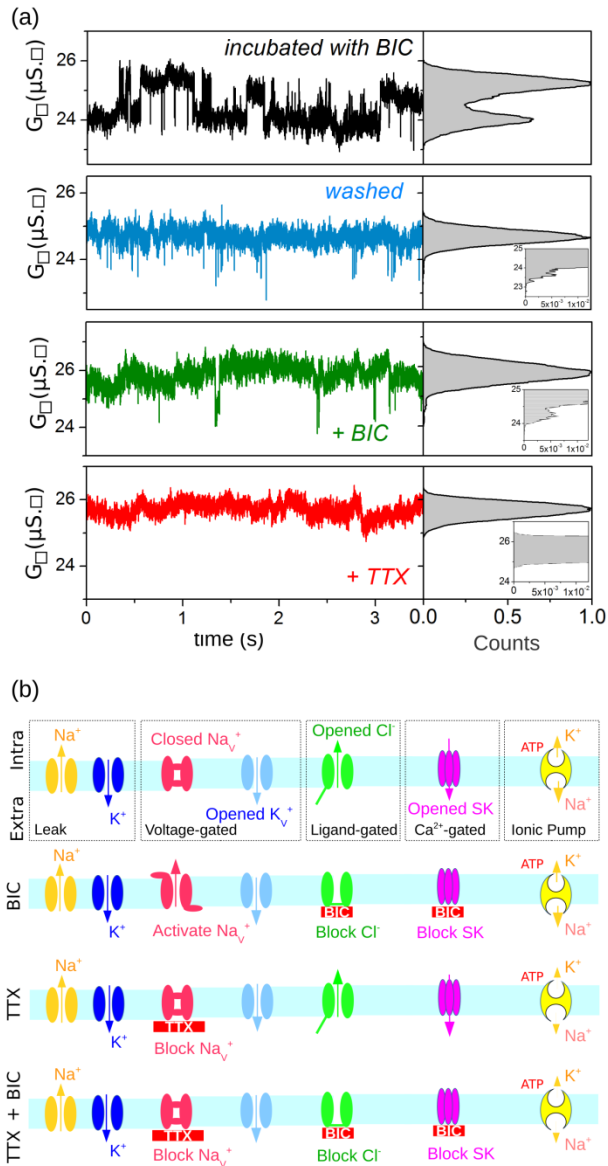 (a)
incubated with BIC
G□(µS.□)
26
24
washed
G□(µS.□)
26
24
25
24
23
0 5x10⁻³ 1x10⁻²
+ BIC
G□(µS.□)
26
24
23
25
24
0 5x10⁻³ 1x10⁻²
+ TTX
G□(µS.□)
26
24
26
24
0 5x10⁻³ 1x10⁻²
0 1 2 3 0.0 0.5 1.0
time (s)
Counts
(b)
Intra
Extra
Na⁺
K⁺
Leak
Closed Naᵥ⁺
Opened Kᵥ⁺
Voltage-gated
Opened Cl⁻
Ligand-gated
Opened SK
Ca²⁺-gated
ATP
K⁺
Na⁺
Ionic Pump
BIC
Na⁺
K⁺
Activate Naᵥ⁺
BIC
Block Cl⁻
BIC
Block SK
ATP
K⁺
Na⁺
TTX
Na⁺
K⁺
TTX
Block Naᵥ⁺
ATP
K⁺
Na⁺
TTX + BIC
Na⁺
K⁺
TTX
Block Naᵥ⁺
BIC
Block Cl⁻
BIC
Block SK
ATP
K⁺
Na⁺